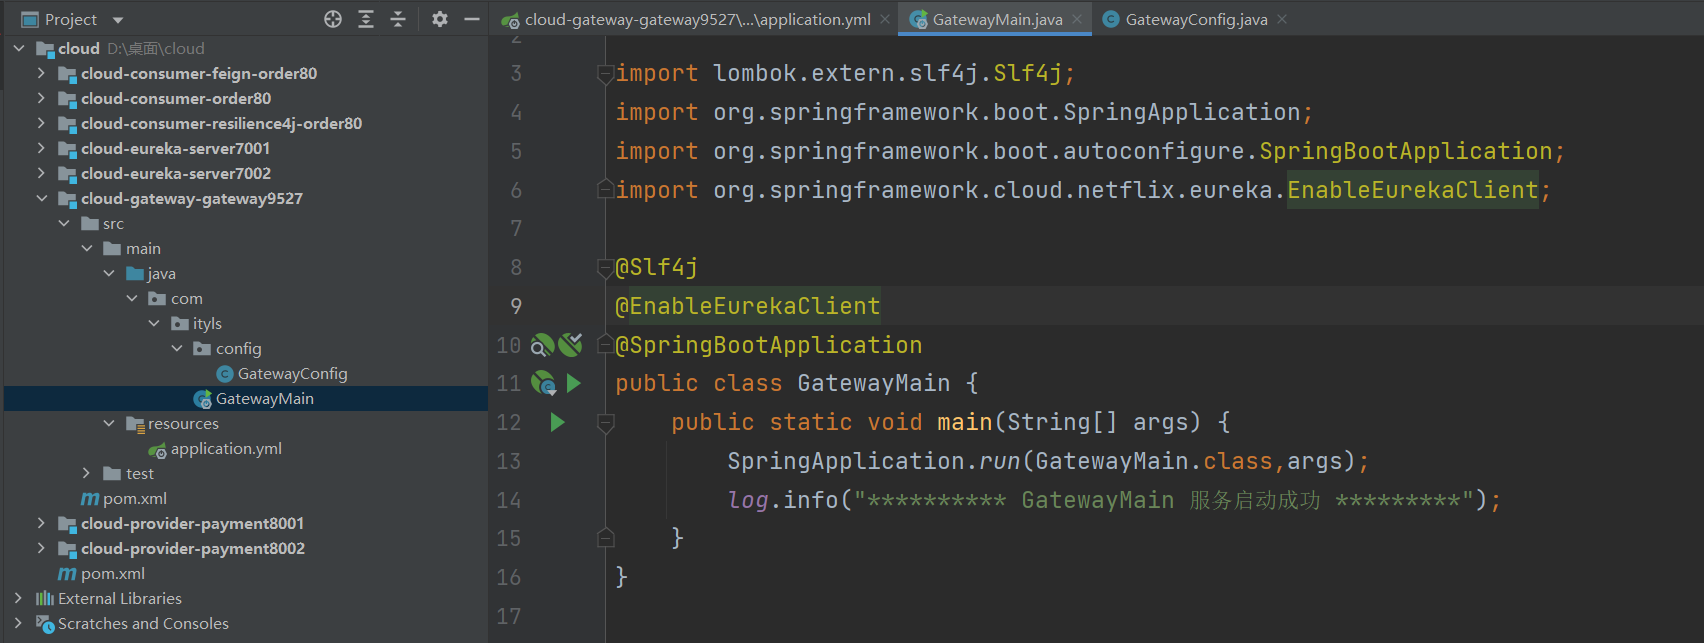 Project
cloud D:\桌面\cloud
cloud-consumer-feign-order80
cloud-consumer-order80
cloud-consumer-resilience4j-order80
cloud-eureka-server7001
cloud-eureka-server7002
cloud-gateway-gateway9527
src
main
java
com
ityls
config
GatewayConfig
GatewayMain
resources
application.yml
test
pom.xml
cloud-provider-payment8001
cloud-provider-payment8002
pom.xml
External Libraries
Scratches and Consoles
cloud-gateway-gateway9527\...\application.yml GatewayMain.java GatewayConfig.java
2
3 import lombok.extern.slf4j.Slf4j;
4 import org.springframework.boot.SpringApplication;
5 import org.springframework.boot.autoconfigure.SpringBootApplication;
6 import org.springframework.cloud.netflix.eureka.EnableEurekaClient;
7
8 @Slf4j
9 @EnableEurekaClient
10 @SpringBootApplication
11 public class GatewayMain {
12 public static void main(String[] args) {
13 SpringApplication.run(GatewayMain.class,args);
14 log.info("********** GatewayMain 服务启动成功 *********");
15 }
16 }
17